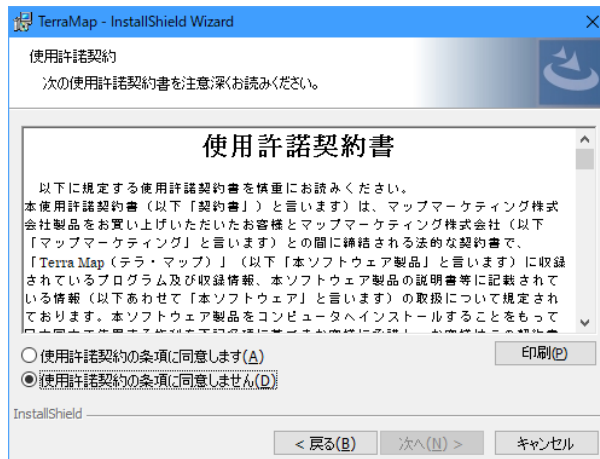 TerraMap - InstallShield Wizard
使用許諾契約
次の使用許諾契約書を注意深くお読みください。
使用許諾契約書
以下に規定する使用許諾契約書を慎重にお読みください。
本使用許諾契約書（以下「契約書」）と言います）は、マップマーケティング株式
会社製品をお買い上げいただいたお客様とマップマーケティング株式会社（以下
「マップマーケティング」と言います）との間に締結される法的な契約書で、
「Terra Map（テラ・マップ）」（以下「本ソフトウェア製品」と言います）に収録
されているプログラム及び収録情報、本ソフトウェア製品の説明書等に記載されて
いる情報（以下あわせて「本ソフトウェア」と言います）の取扱について規定され
ております。本ソフトウェア製品をコンピュータへインストールすることをもって
使用許諾契約の条項に同意します(A)
印刷(P)
使用許諾契約の条項に同意しません(D)
InstallShield
< 戻る(B)
次へ(N) >
キャンセル